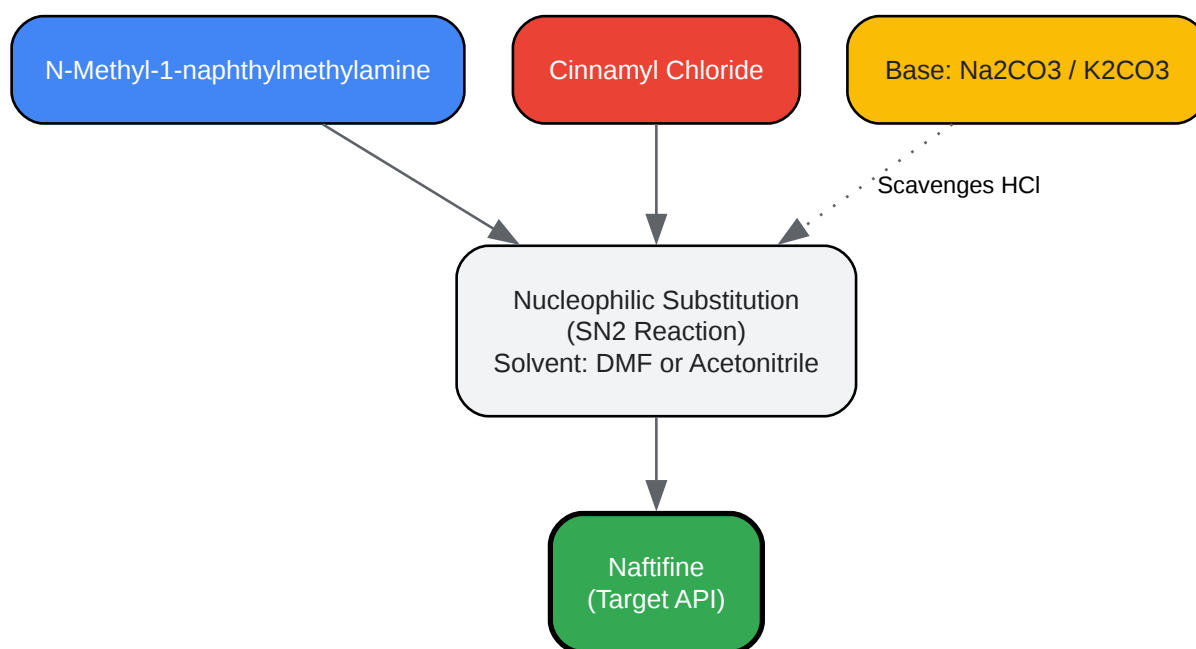 N-Methyl-1-naphthylmethylamine
Cinnamyl Chloride
Base: Na2CO3 / K2CO3
Scavenges HCl
Nucleophilic Substitution
(SN2 Reaction)
Solvent: DMF or Acetonitrile
Naftifine
(Target API)